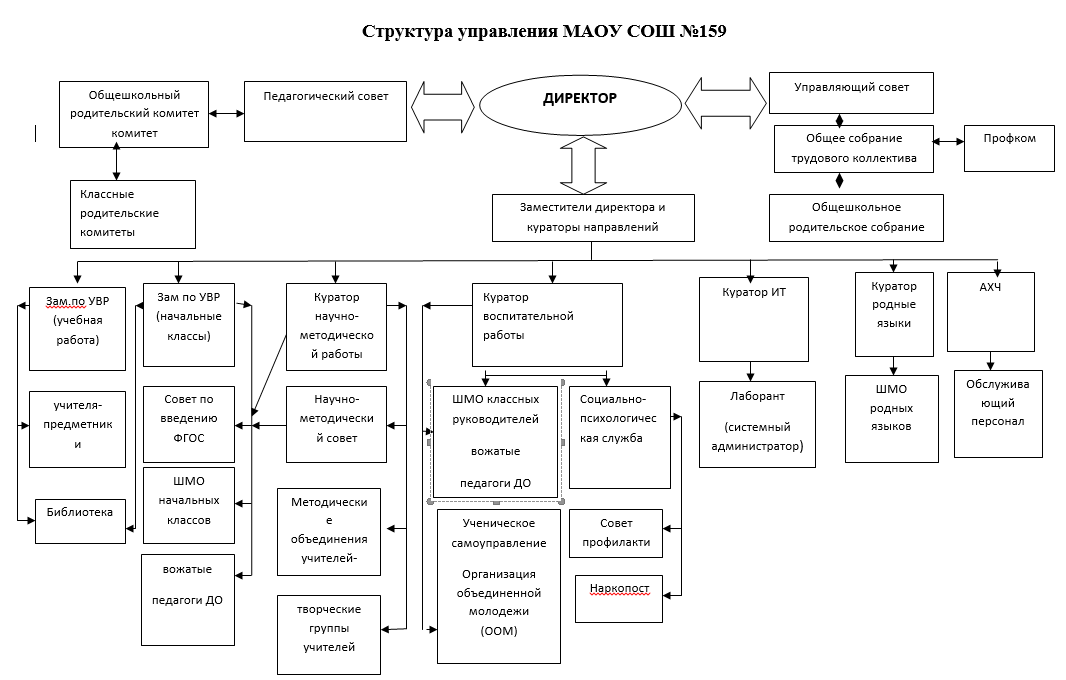 Структура управления МАОУ СОШ №159
Общешкольный
родительский комитет
комитет
Педагогический совет
ДИРЕКТОР
Управляющий совет
Общее собрание
трудового коллектива
Профком
Классные
родительские
комитеты
Заместители директора и
кураторы направлений
Общешкольное
родительское собрание
Зам.по УВР
(учебная
работа)
Зам по УВР
(начальные
классы)
Куратор
научно-
методическо
й работы
Куратор
воспитательной
работы
Куратор ИТ
Куратор
родные
языки
АХЧ
учителя-
предметник
и
Совет по
введению
ФГОС
Научно-
методически
й совет
ШМО классных
руководителей
вожатые
педагоги ДО
Социально-
психологичес
кая служба
Лаборант
(системный
администратор)
ШМО
родных
языков
Обслужива
ющий
персонал
Библиотека
ШМО
начальных
классов
Методически
е
объединения
учителей-
Ученическое
самоуправление
Организация
объединенной
молодежи
(ООМ)
Совет
профилакти
вожатые
педагоги ДО
творческие
группы
учителей
Наркопост